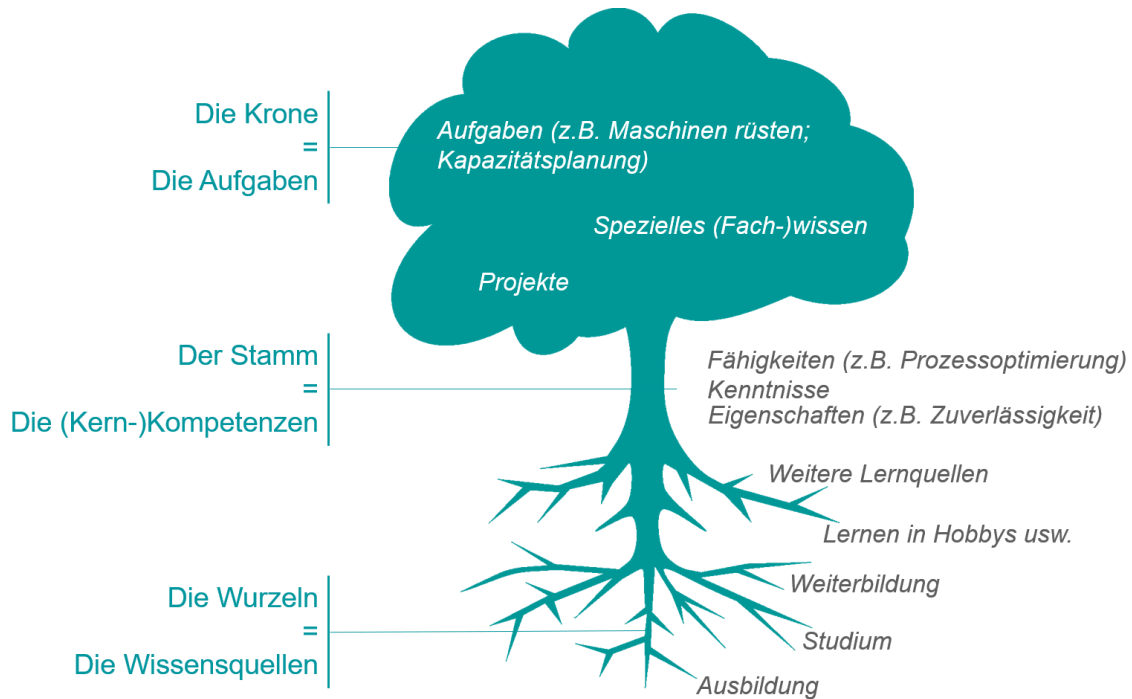 Die Krone
=
Die Aufgaben
Aufgaben (z.B. Maschinen rüsten;
Kapazitätsplanung)
Spezielles (Fach-)wissen
Projekte
Der Stamm
=
Die (Kern-)Kompetenzen
Fähigkeiten (z.B. Prozessoptimierung)
Kenntnisse
Eigenschaften (z.B. Zuverlässigkeit)
Weitere Lernquellen
Lernen in Hobbys usw.
Die Wurzeln
=
Die Wissensquellen
Weiterbildung
Studium
Ausbildung